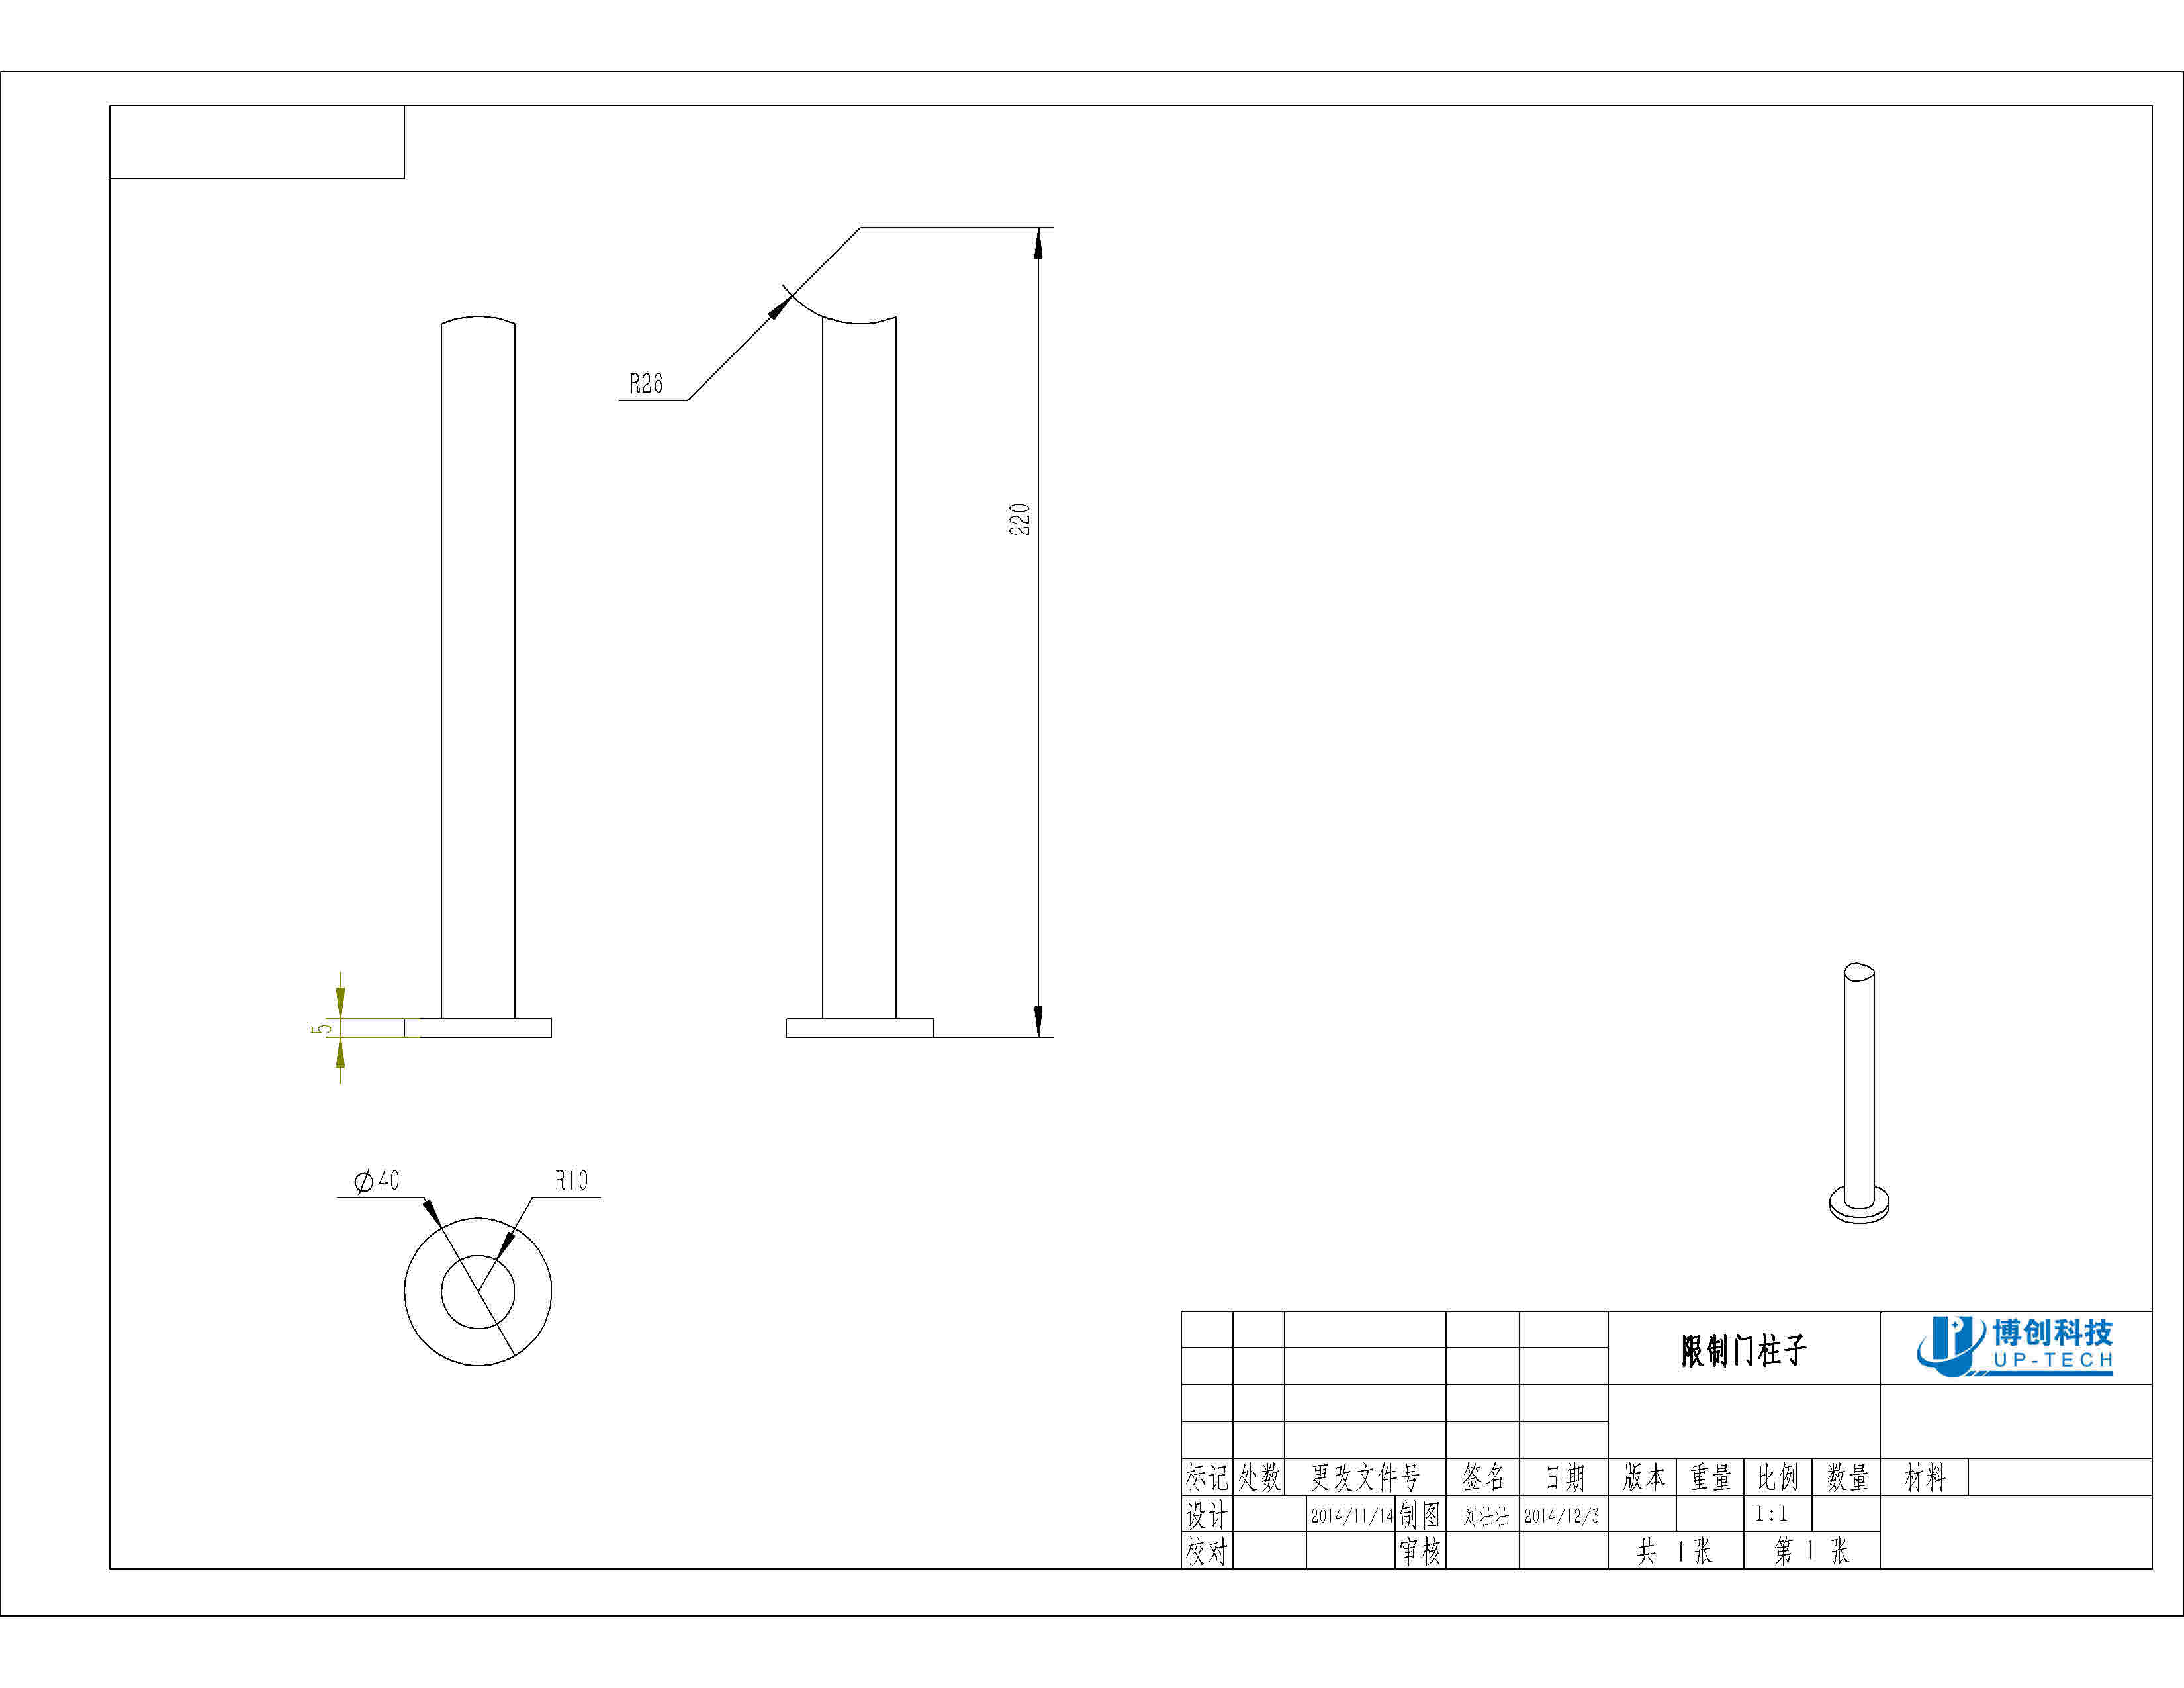 R26
220
5
Ø40
R10
限制门柱子
博创科技
UP-TECH
标记 处数 更改文件号 签名 日期 版本 重量 比例 数量 材料
设计 2014/11/14 制图 刘壮壮 2014/12/3 1:1
校对 审核 共 1 张 第 1 张